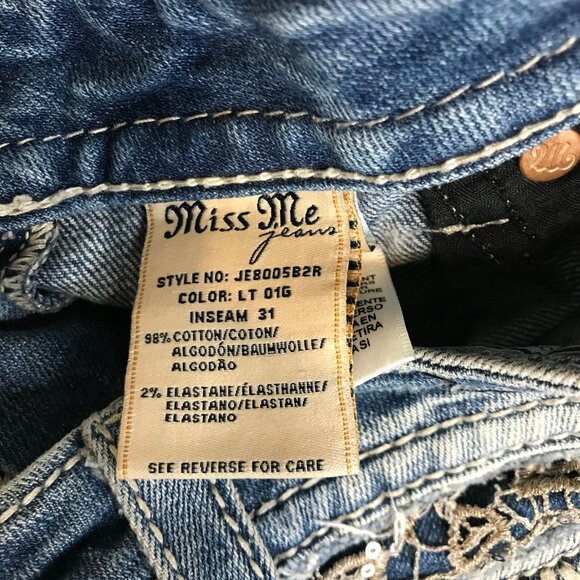 Miss Me
jeans
STYLE NO: JE8005B2R
COLOR: LT 01G
INSEAM 31
98% COTTON/COTON/
ALGODÓN/BAUMWOLLE/
ALGODÃO
2% ELASTANE/ÉLASTHANNE/
ELASTANO/ELASTAN/
ELASTANO
SEE REVERSE FOR CARE
M